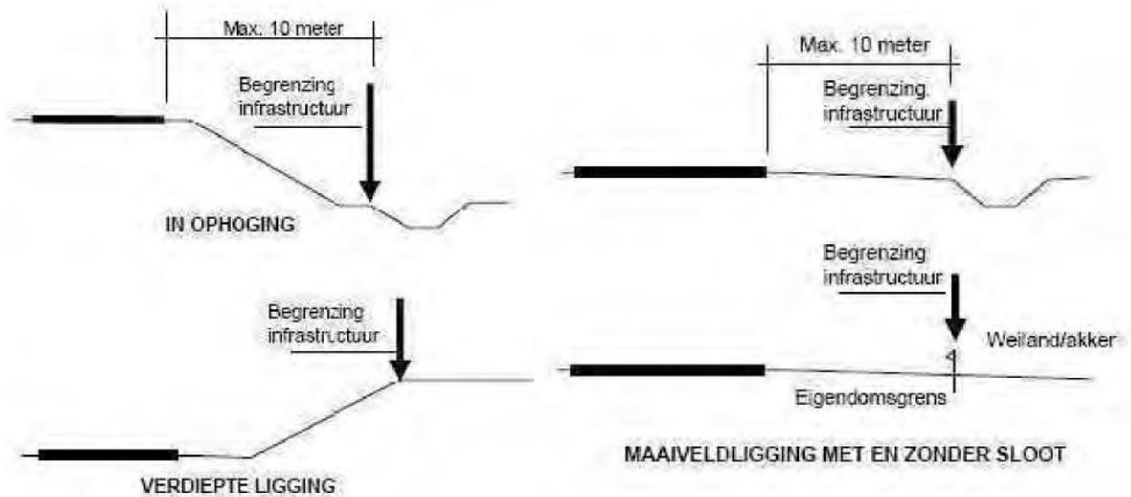 Max. 10 meter
Begrenzing
infrastructuur
IN OPHOGING
Begrenzing
infrastructuur
VERDIEPTE LIGGING
Max. 10 meter
Begrenzing
infrastructuur
Begrenzing
infrastructuur
Weiland/akker
Eigendomsgrens
MAAIVELDLIGGING MET EN ZONDER SLOOT